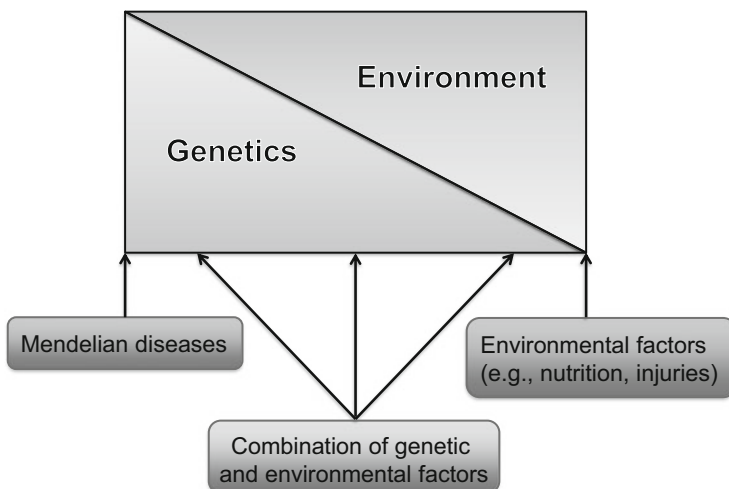 Environment
Genetics
Mendelian diseases
Environmental factors
(e.g., nutrition, injuries)
Combination of genetic
and environmental factors